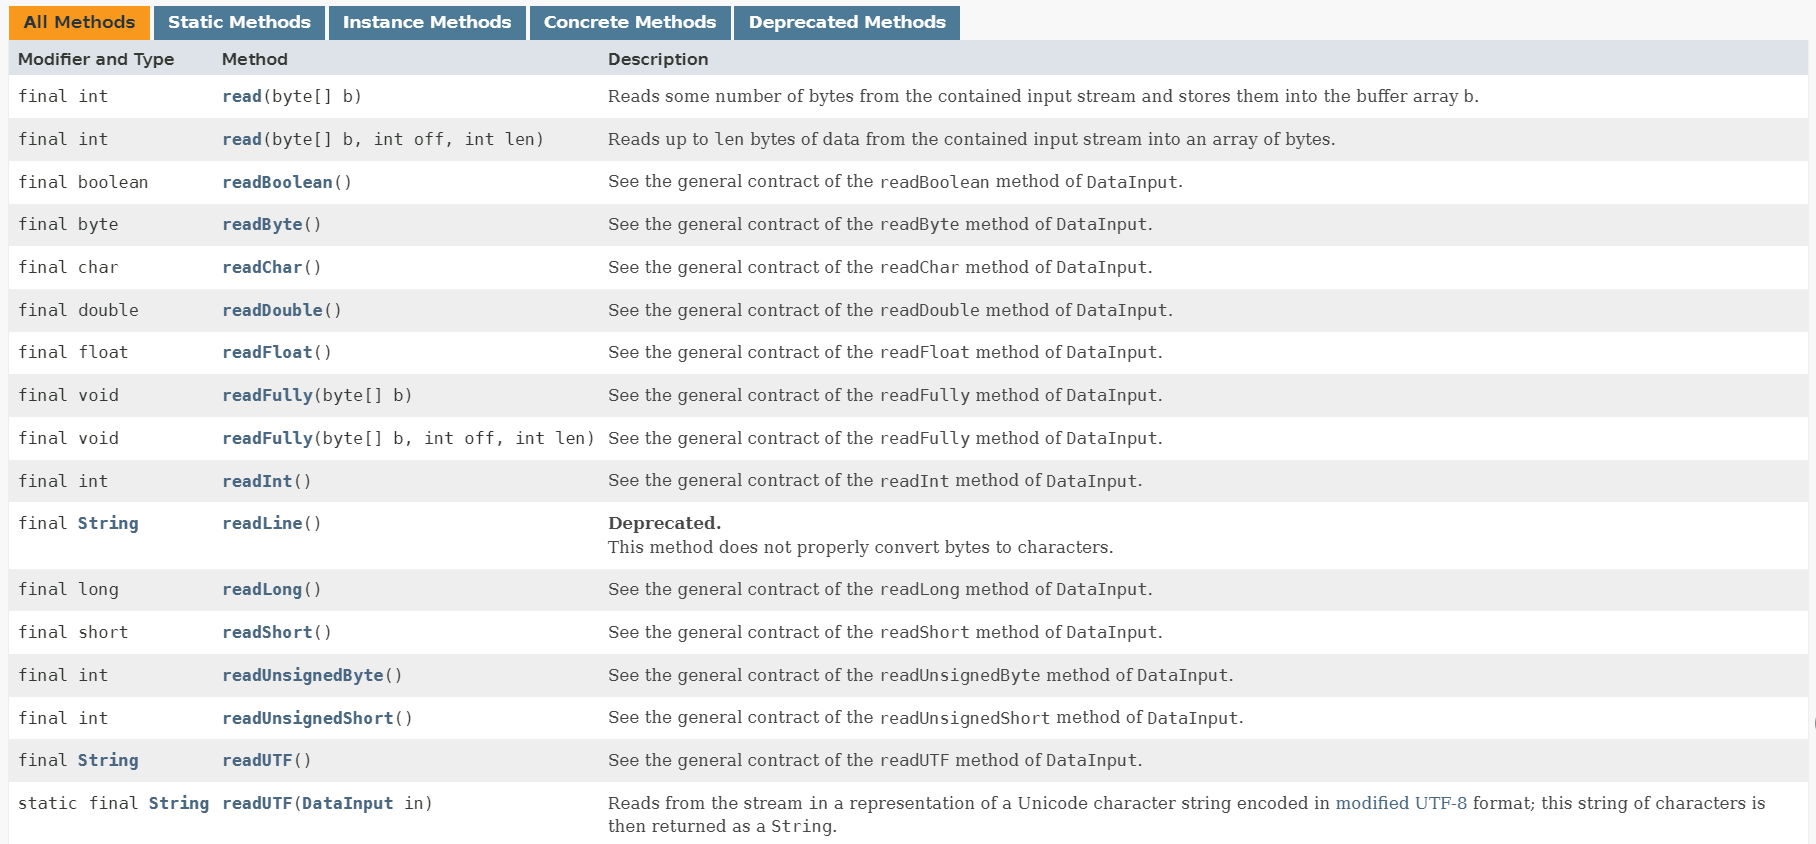 All Methods Static Methods Instance Methods Concrete Methods Deprecated Methods
Modifier and Type Method Description
final int read(byte[] b) Reads some number of bytes from the contained input stream and stores them into the buffer array b.
final int read(byte[] b, int off, int len) Reads up to len bytes of data from the contained input stream into an array of bytes.
final boolean readBoolean() See the general contract of the readBoolean method of DataInput.
final byte readByte() See the general contract of the readByte method of DataInput.
final char readChar() See the general contract of the readChar method of DataInput.
final double readDouble() See the general contract of the readDouble method of DataInput.
final float readFloat() See the general contract of the readFloat method of DataInput.
final void readFully(byte[] b) See the general contract of the readFully method of DataInput.
final void readFully(byte[] b, int off, int len) See the general contract of the readFully method of DataInput.
final int readInt() See the general contract of the readInt method of DataInput.
final String readLine() Deprecated.
This method does not properly convert bytes to characters.
final long readLong() See the general contract of the readLong method of DataInput.
final short readShort() See the general contract of the readShort method of DataInput.
final int readUnsignedByte() See the general contract of the readUnsignedByte method of DataInput.
final int readUnsignedShort() See the general contract of the readUnsignedShort method of DataInput.
final String readUTF() See the general contract of the readUTF method of DataInput.
static final String readUTF(DataInput in) Reads from the stream in a representation of a Unicode character string encoded in modified UTF-8 format; this string of characters is
then returned as a String.